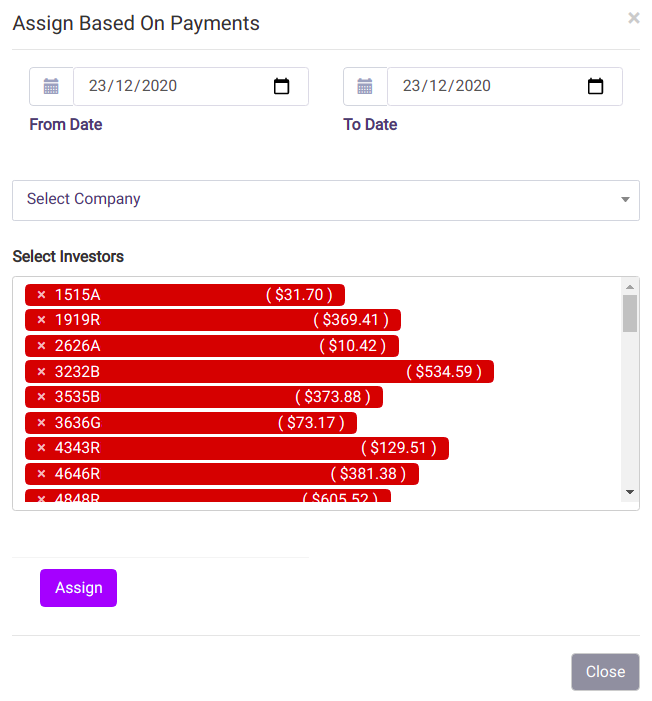 Assign Based On Payments ×
23/12/2020 23/12/2020
From Date To Date
Select Company
Select Investors
× 1515A ( $31.70 )
× 1919R ( $369.41 )
× 2626A ( $10.42 )
× 3232B ( $534.59 )
× 3535B ( $373.88 )
× 3636G ( $73.17 )
× 4343R ( $129.51 )
× 4646R ( $381.38 )
× 4848R ( $605.52 )
Assign
Close